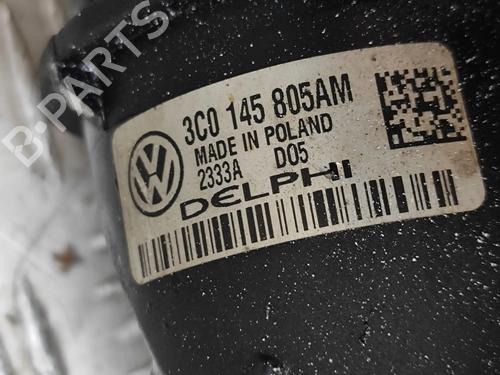 B-PARTS
3C0 145 805AM
MADE IN POLAND
2333A D05
DELPHI